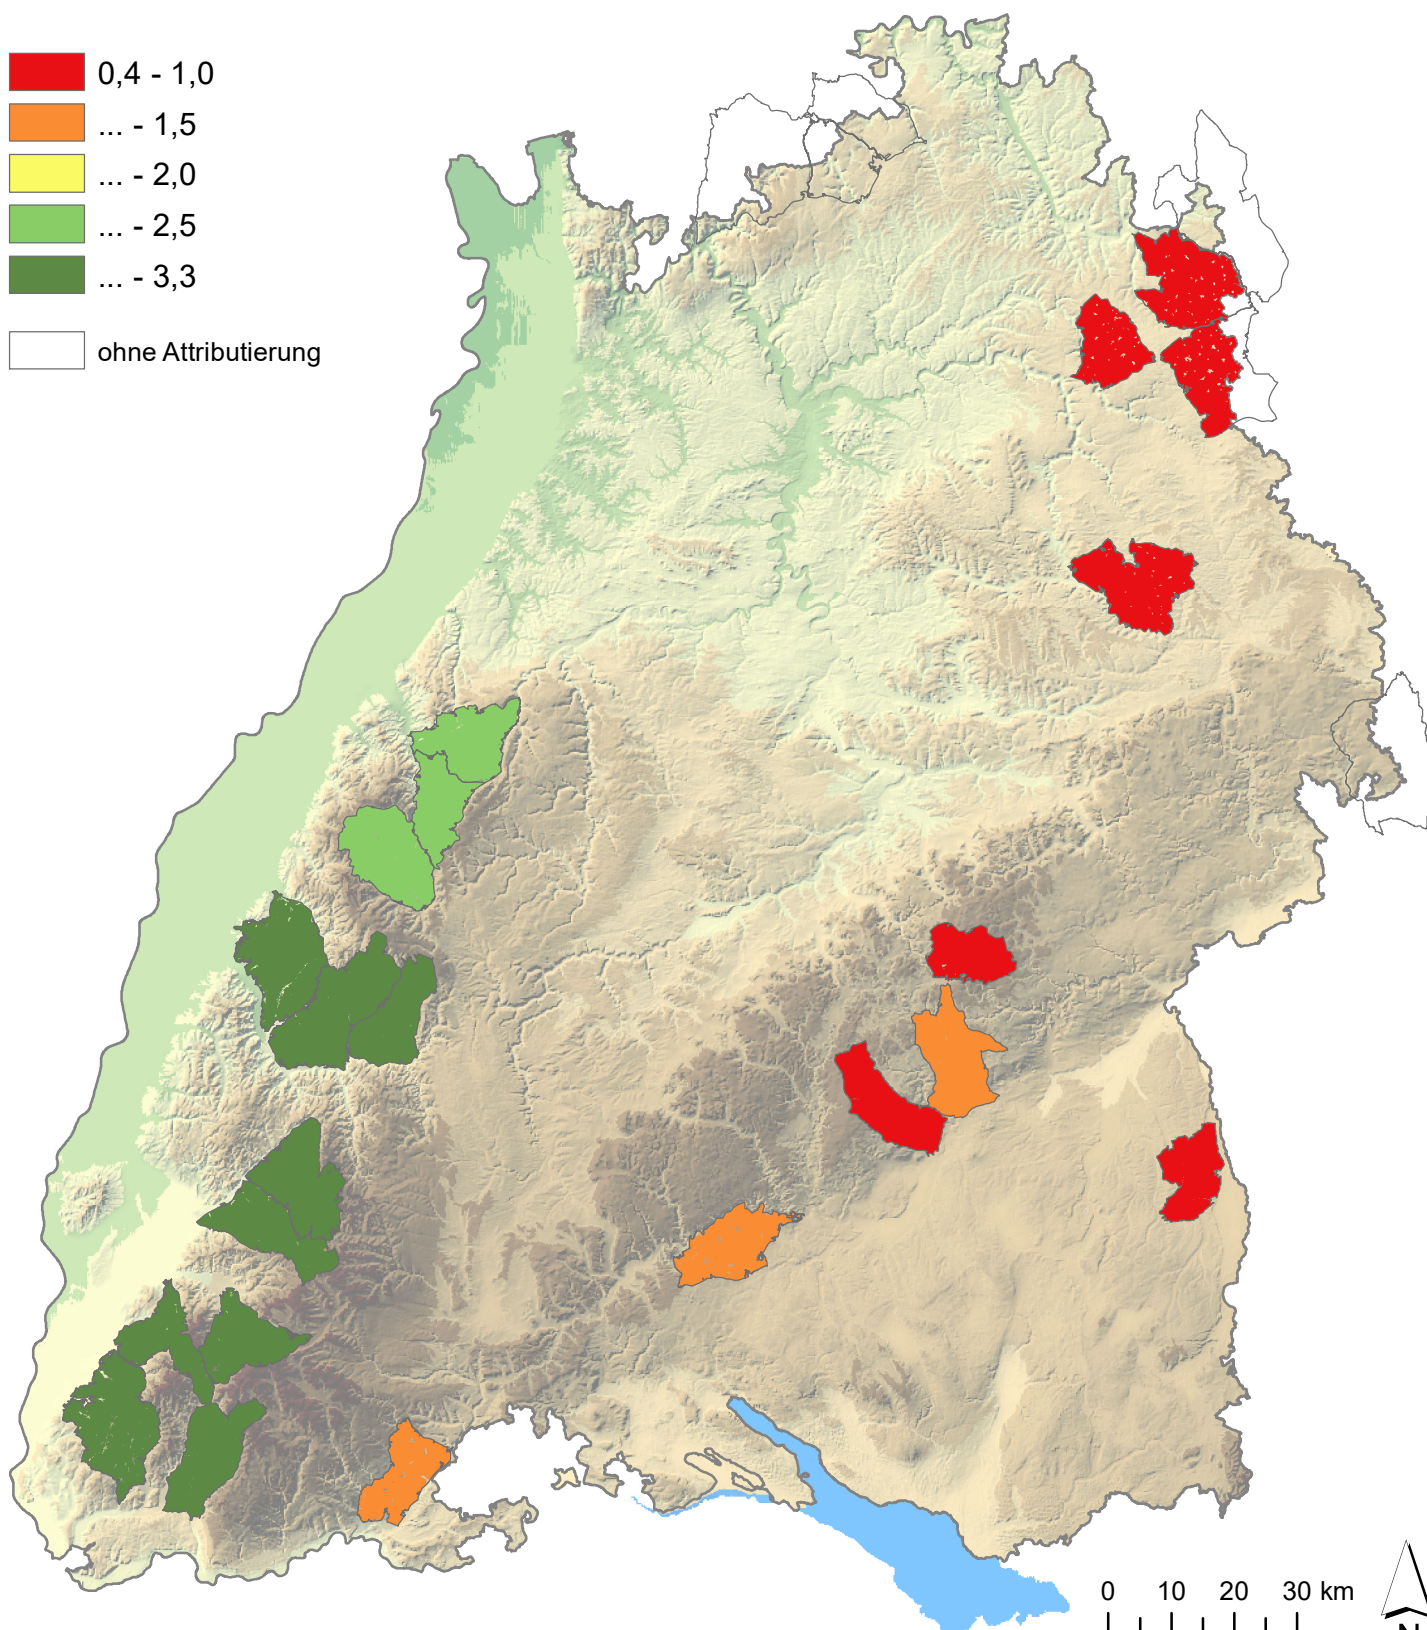 0,4 - 1,0
... - 1,5
... - 2,0
... - 2,5
... - 3,3
ohne Attributierung
0 10 20 30 km
N